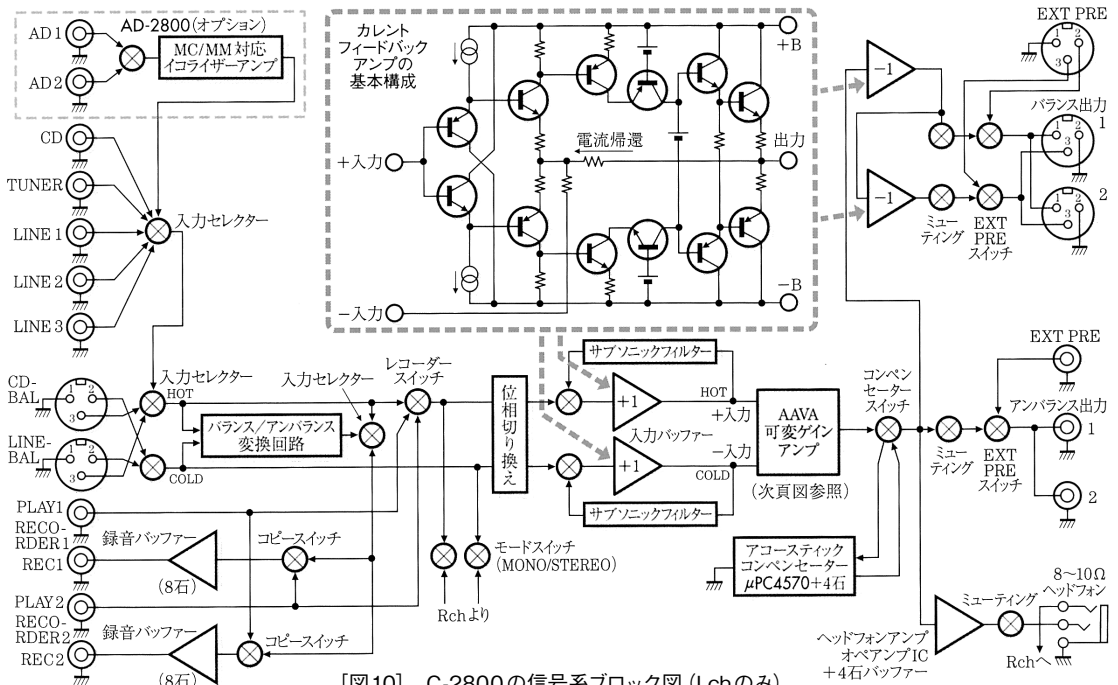 AD-2800(オプション)
AD 1
AD 2
MC/MM対応
イコライザーアンプ
CD
TUNER
LINE 1
LINE 2
LINE 3
入力セレクター
カレント
フィードバック
アンプの
基本構成
+B
+入力
電流帰還
出力
−入力
−B
EXT PRE
1
2
3
−1
−1
バランス出力
1
1
2
3
2
1
2
3
ミュー
ティング
EXT
PRE
スイッチ
CD-
BAL
1
2
3
LINE-
BAL
1
2
3
入力セレクター
HOT
COLD
バランス/アンバランス
変換回路
入力セレクター
レコーダー
スイッチ
位相切り換え
サブソニックフィルター
+1
入力バッファー
+1
サブソニックフィルター
HOT
+入力
−入力
COLD
AAVA
可変ゲイン
アンプ
(次頁図参照)
コンペン
セーター
スイッチ
ミュー
ティング
EXT
PRE
スイッチ
EXT PRE
アンバランス出力
1
2
PLAY1
RECO-
RDER1
REC1
録音バッファー
(8石)
コピースイッチ
PLAY2
RECO-
RDER2
REC2
録音バッファー
(8石)
コピースイッチ
モードスイッチ
(MONO/STEREO)
Rchより
アコースティック
コンペンセーター
μPC4570+4石
ヘッドフォンアンプ
オペアンプIC
+4石バッファー
ミューティング
8〜10Ω
ヘッドフォン
Rchへ
[図10] C-2800の信号系ブロック図(Lchのみ)